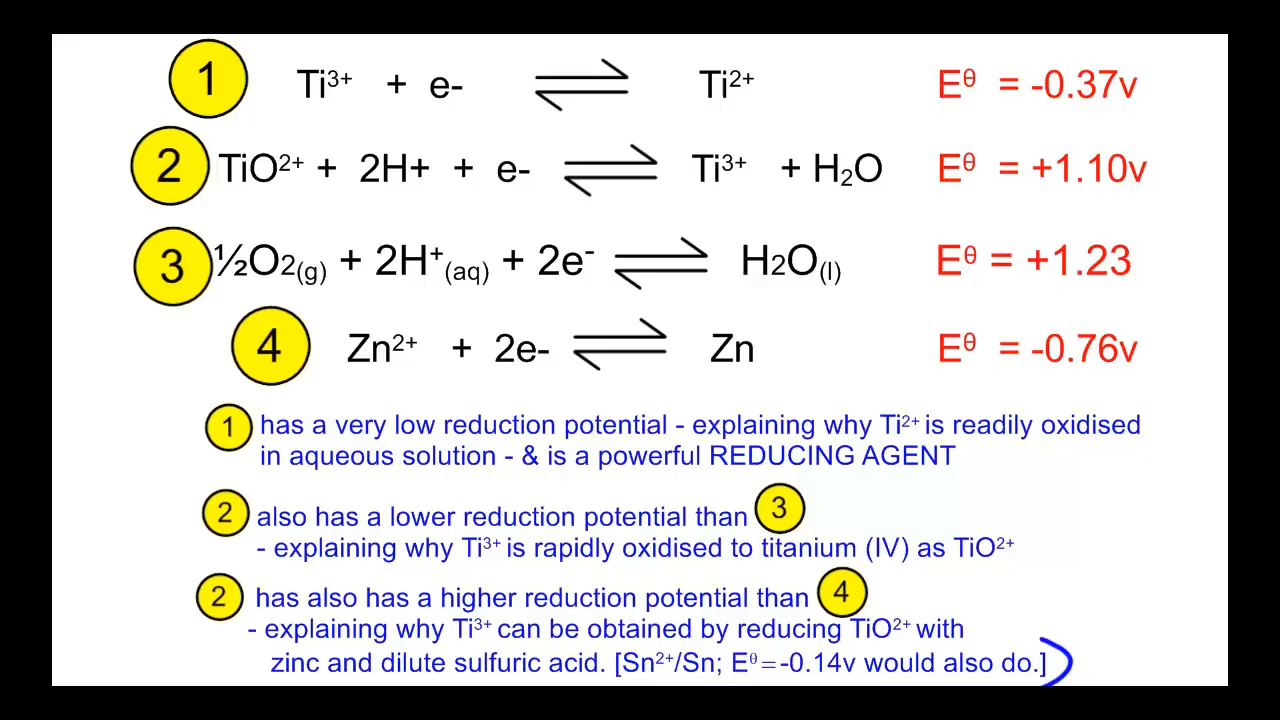 1 Ti³⁺ + e- ⇌ Ti²⁺ Eᶿ = -0.37v
2 TiO²⁺ + 2H+ + e- ⇌ Ti³⁺ + H₂O Eᶿ = +1.10v
3 ½O₂(g) + 2H⁺(aq) + 2e⁻ ⇌ H2O(l) Eᶿ = +1.23
4 Zn²⁺ + 2e- ⇌ Zn Eᶿ = -0.76v
1 has a very low reduction potential - explaining why Ti²⁺ is readily oxidised
in aqueous solution - & is a powerful REDUCING AGENT
2 also has a lower reduction potential than 3
- explaining why Ti³⁺ is rapidly oxidised to titanium (IV) as TiO²⁺
2 has also has a higher reduction potential than 4
- explaining why Ti³⁺ can be obtained by reducing TiO²⁺ with
zinc and dilute sulfuric acid. [Sn²⁺/Sn; Eᶿ = -0.14v would also do.]